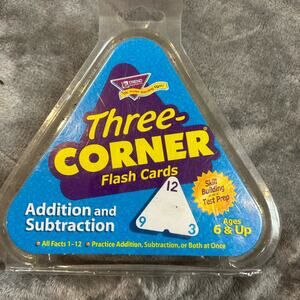 TREND
Three-
CORNER®
Flash Cards
12
9
3
Addition and
Subtraction
Skill
Building
Test Prep
Ages
6 & Up
• All Facts 1-12 • Practice Addition, Subtraction, or Both at Once